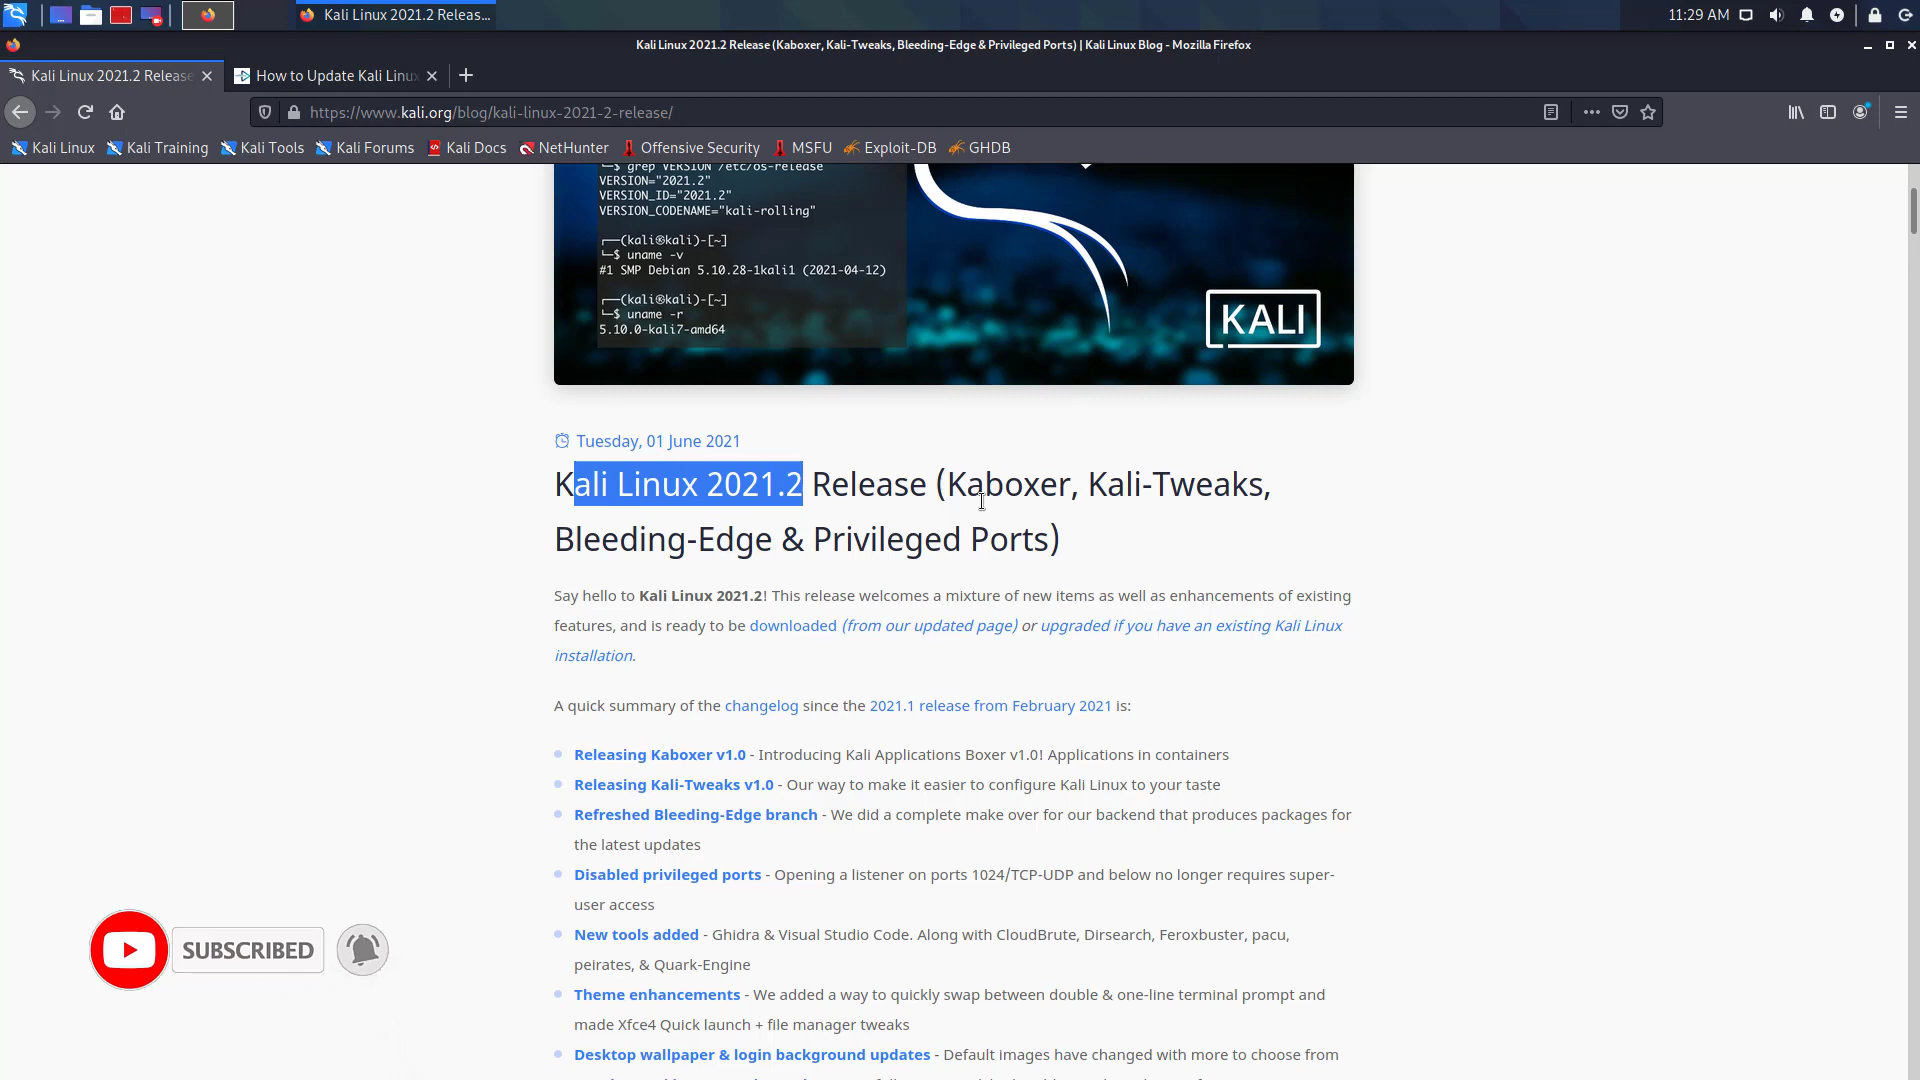 Kali Linux 2021.2 Releas...
11:29 AM
Kali Linux 2021.2 Release (Kaboxer, Kali-Tweaks, Bleeding-Edge & Privileged Ports) | Kali Linux Blog - Mozilla Firefox
Kali Linux 2021.2 Release
How to Update Kali Linux
https://www.kali.org/blog/kali-linux-2021-2-release/
Kali Linux Kali Training Kali Tools Kali Forums Kali Docs NetHunter Offensive Security MSFU Exploit-DB GHDB
└─$ grep VERSION /etc/os-release
VERSION="2021.2"
VERSION_ID="2021.2"
VERSION_CODENAME="kali-rolling"
┌──(kali㉿kali)-[~]
└─$ uname -v
#1 SMP Debian 5.10.28-1kali1 (2021-04-12)
┌──(kali㉿kali)-[~]
└─$ uname -r
5.10.0-kali7-amd64
KALI
Tuesday, 01 June 2021
Kali Linux 2021.2 Release (Kaboxer, Kali-Tweaks,
Bleeding-Edge & Privileged Ports)
Say hello to Kali Linux 2021.2! This release welcomes a mixture of new items as well as enhancements of existing
features, and is ready to be downloaded (from our updated page) or upgraded if you have an existing Kali Linux
installation.
A quick summary of the changelog since the 2021.1 release from February 2021 is:
Releasing Kaboxer v1.0 - Introducing Kali Applications Boxer v1.0! Applications in containers
Releasing Kali-Tweaks v1.0 - Our way to make it easier to configure Kali Linux to your taste
Refreshed Bleeding-Edge branch - We did a complete make over for our backend that produces packages for
the latest updates
Disabled privileged ports - Opening a listener on ports 1024/TCP-UDP and below no longer requires super-
user access
New tools added - Ghidra & Visual Studio Code. Along with CloudBrute, Dirsearch, Feroxbuster, pacu,
peirates, & Quark-Engine
Theme enhancements - We added a way to quickly swap between double & one-line terminal prompt and
made Xfce4 Quick launch + file manager tweaks
Desktop wallpaper & login background updates - Default images have changed with more to choose from
SUBSCRIBED